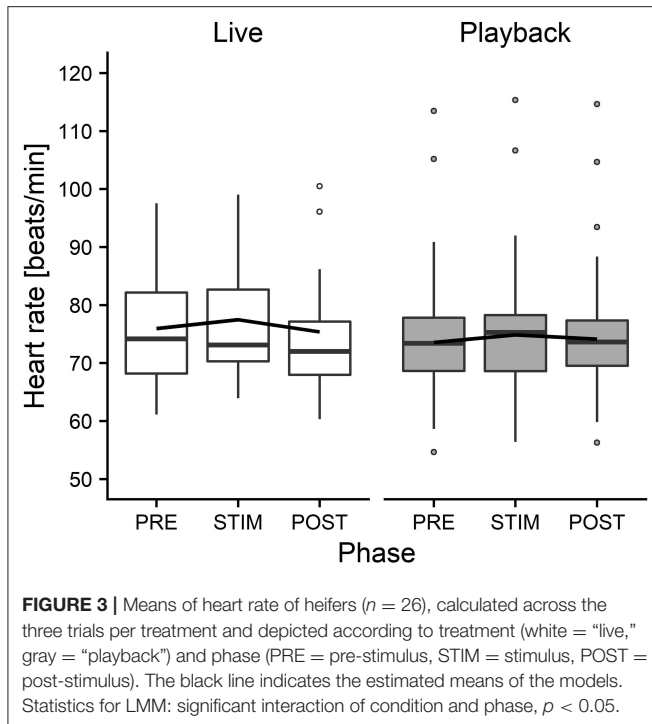 Live Playback
Heart rate [beats/min]
120
110
100
90
80
70
60
50
PRE STIM POST PRE STIM POST
Phase
FIGURE 3 | Means of heart rate of heifers (n = 26), calculated across the
three trials per treatment and depicted according to treatment (white = “live,”
gray = “playback”) and phase (PRE = pre-stimulus, STIM = stimulus, POST =
post-stimulus). The black line indicates the estimated means of the models.
Statistics for LMM: significant interaction of condition and phase, p < 0.05.